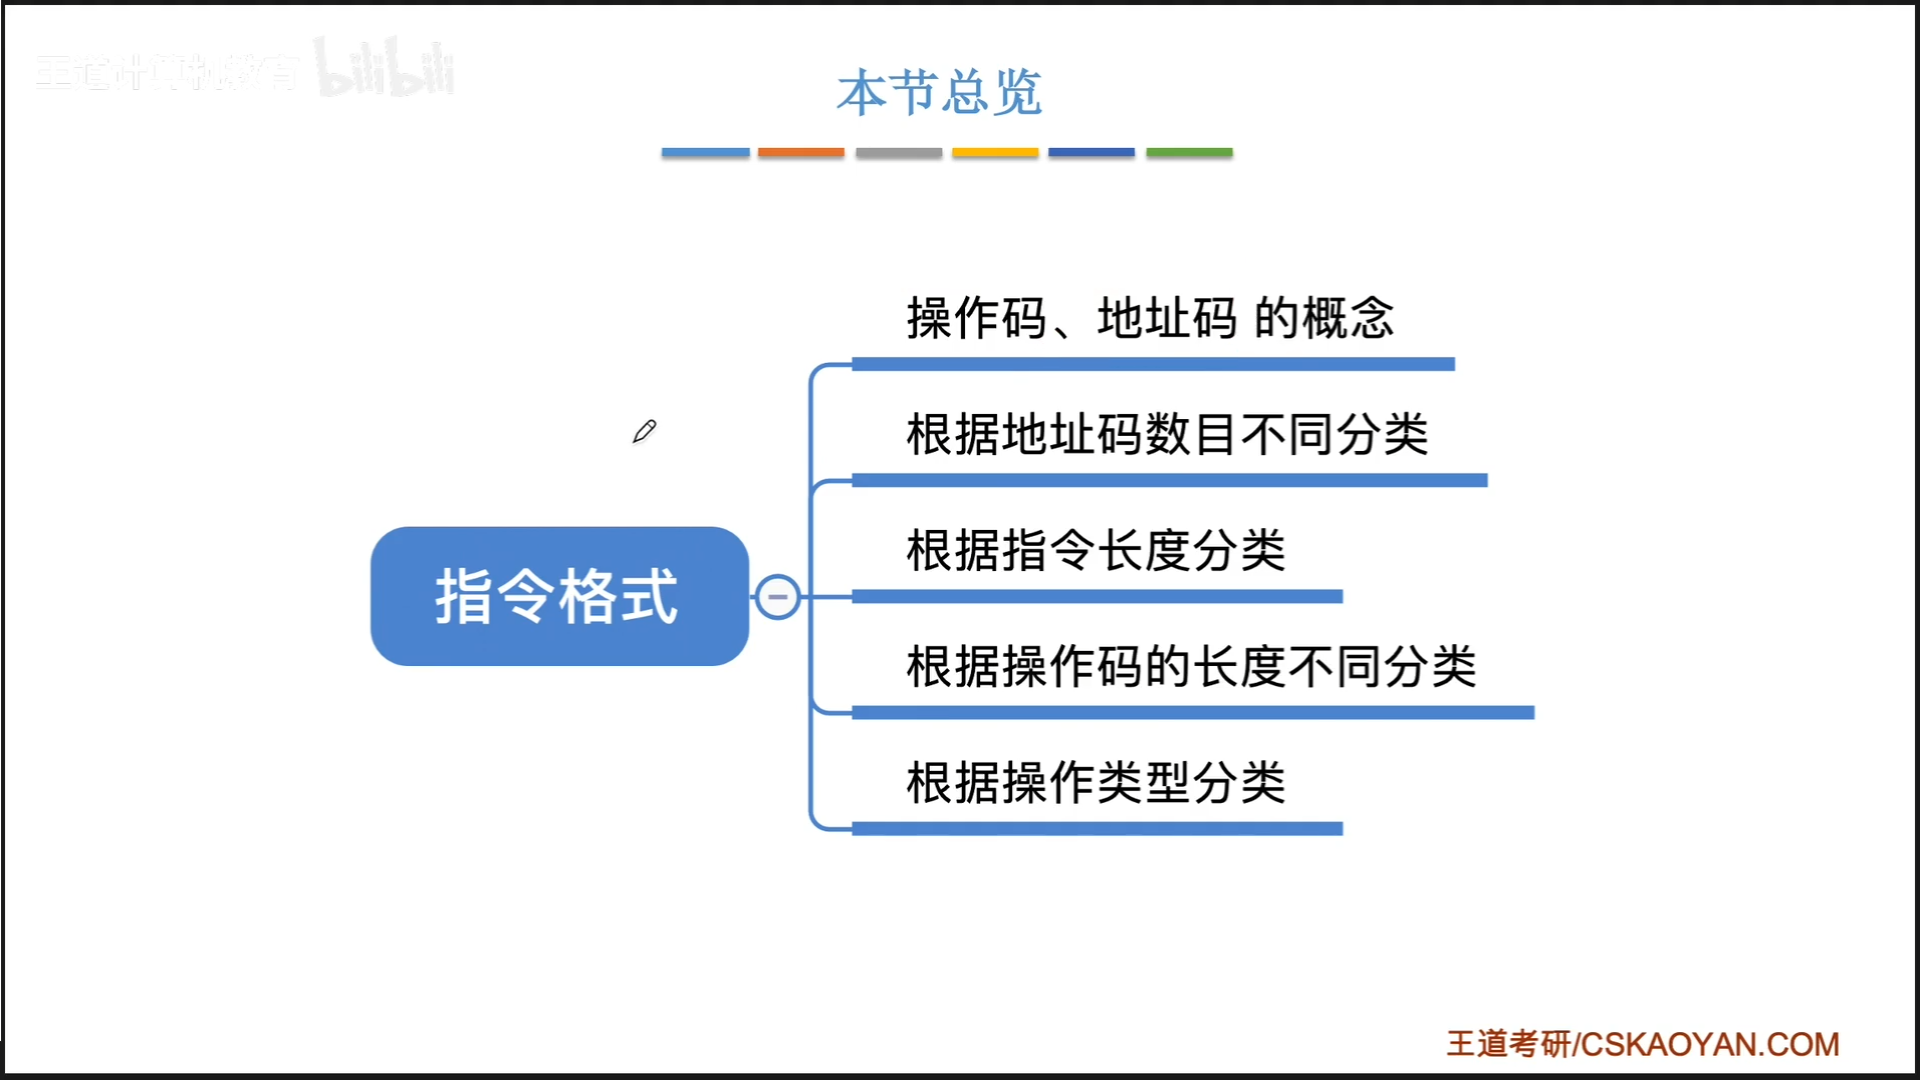 王道计算机教育 bilibili
本节总览
操作码、地址码 的概念
根据地址码数目不同分类
根据指令长度分类
指令格式
根据操作码的长度不同分类
根据操作类型分类
王道考研/CSKAOYAN.COM